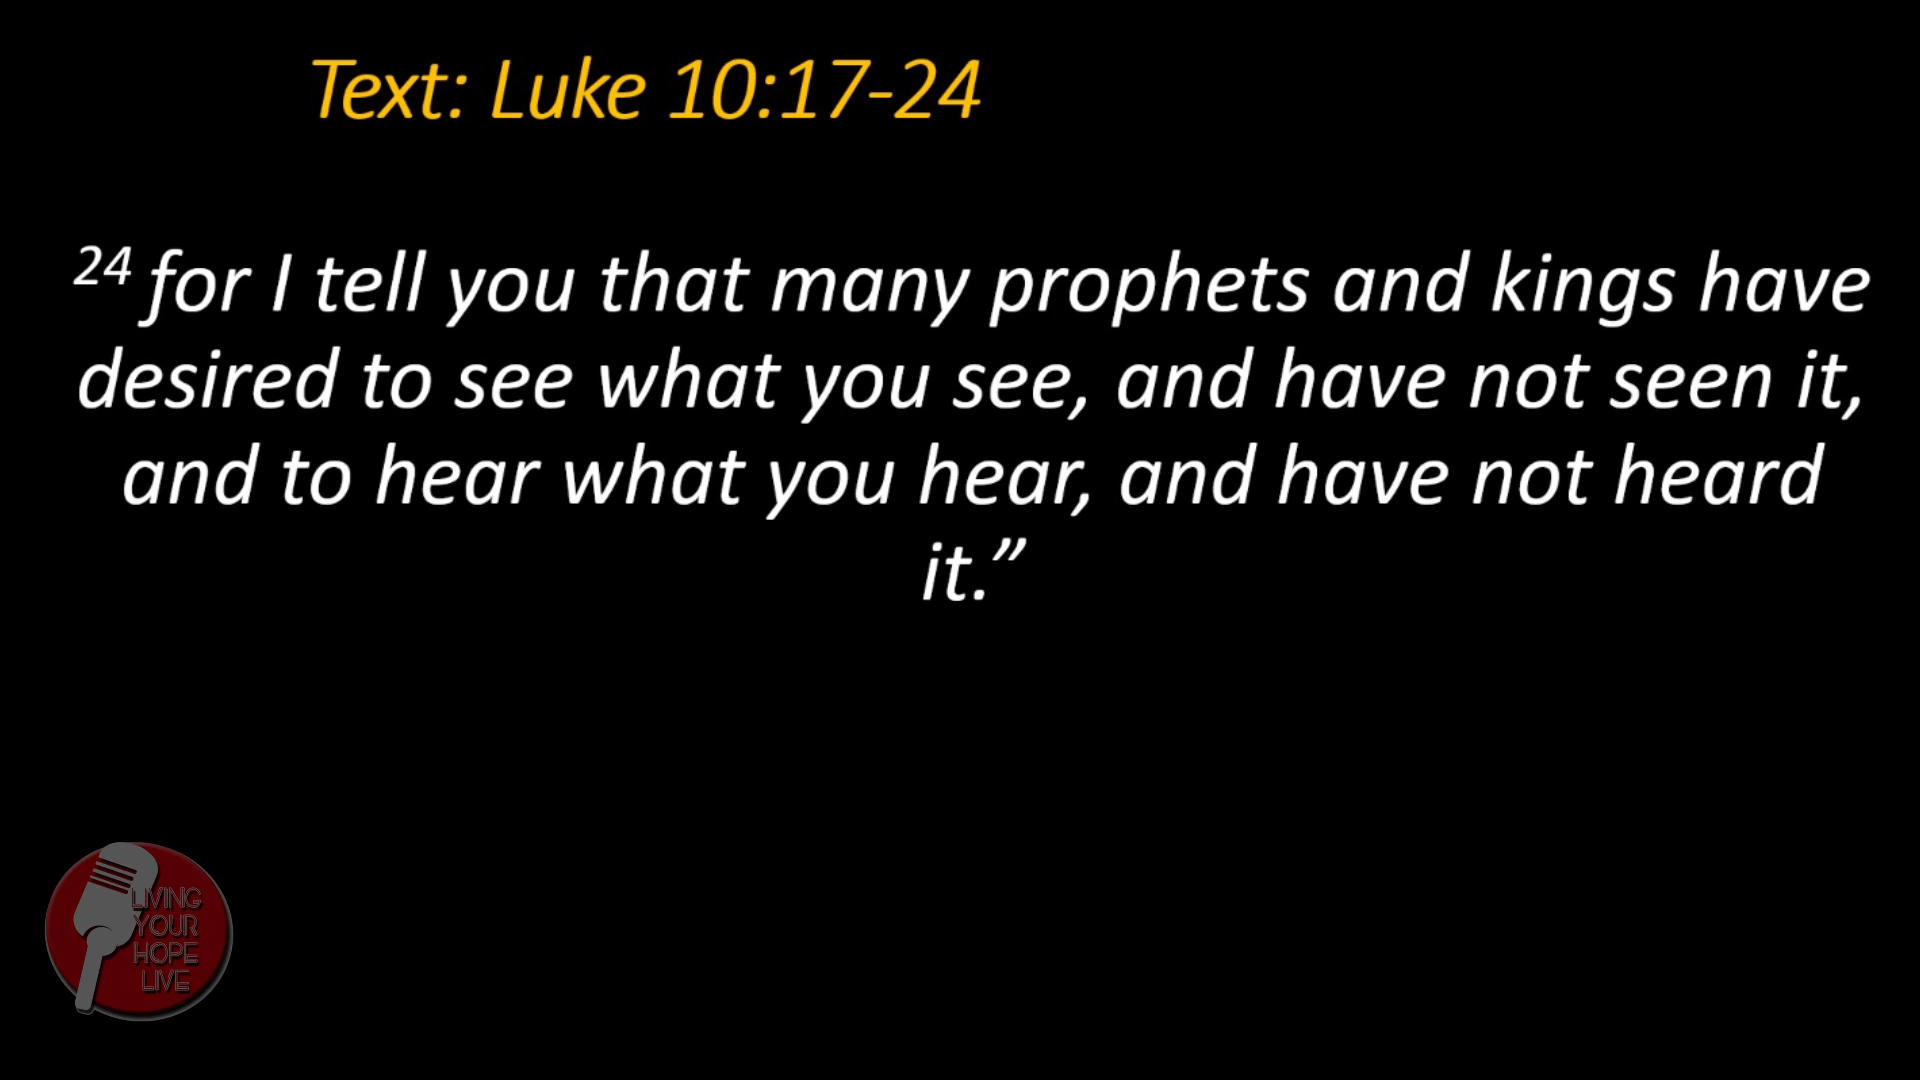 Text: Luke 10:17-24
24 for I tell you that many prophets and kings have
desired to see what you see, and have not seen it,
and to hear what you hear, and have not heard
it.”
LIVING
YOUR
HOPE
LIVE